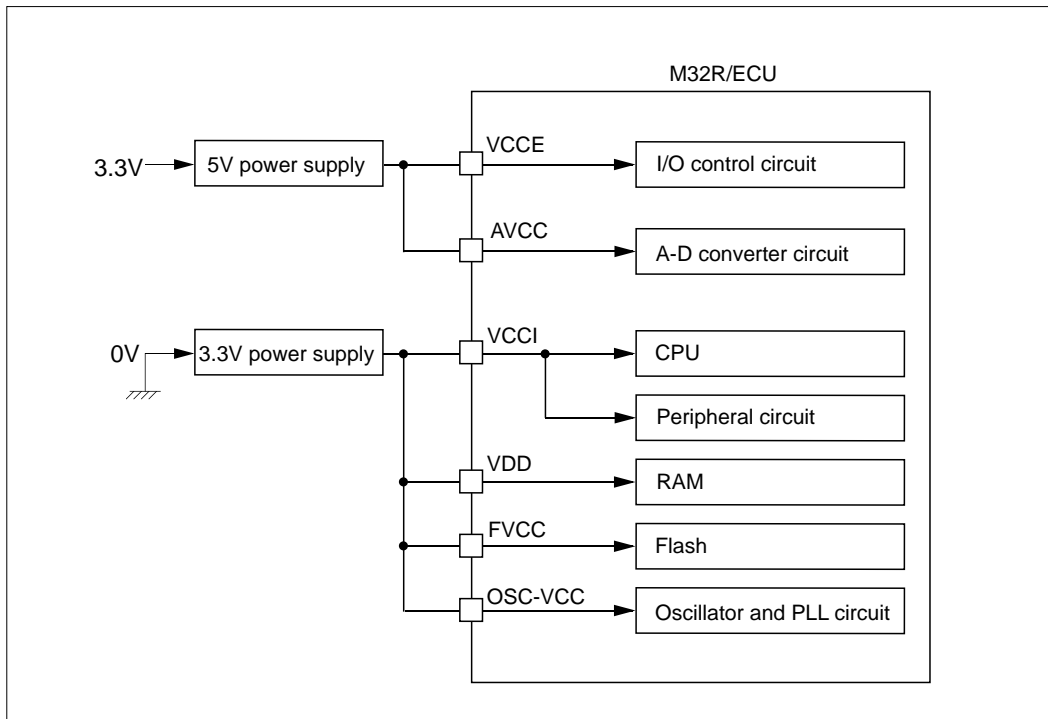 M32R/ECU
3.3V
5V power supply
VCCE
I/O control circuit
AVCC
A-D converter circuit
0V
3.3V power supply
VCCI
CPU
Peripheral circuit
VDD
RAM
FVCC
Flash
OSC-VCC
Oscillator and PLL circuit